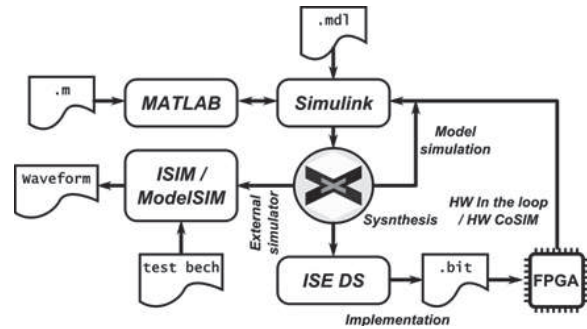 .mdl
.m
MATLAB
Simulink
Model
simulation
Waveform
ISIM /
ModelSIM
External
simulator
Sysnthesis
HW In the loop
/ HW CoSIM
test bech
ISE DS
.bit
FPGA
Implementation